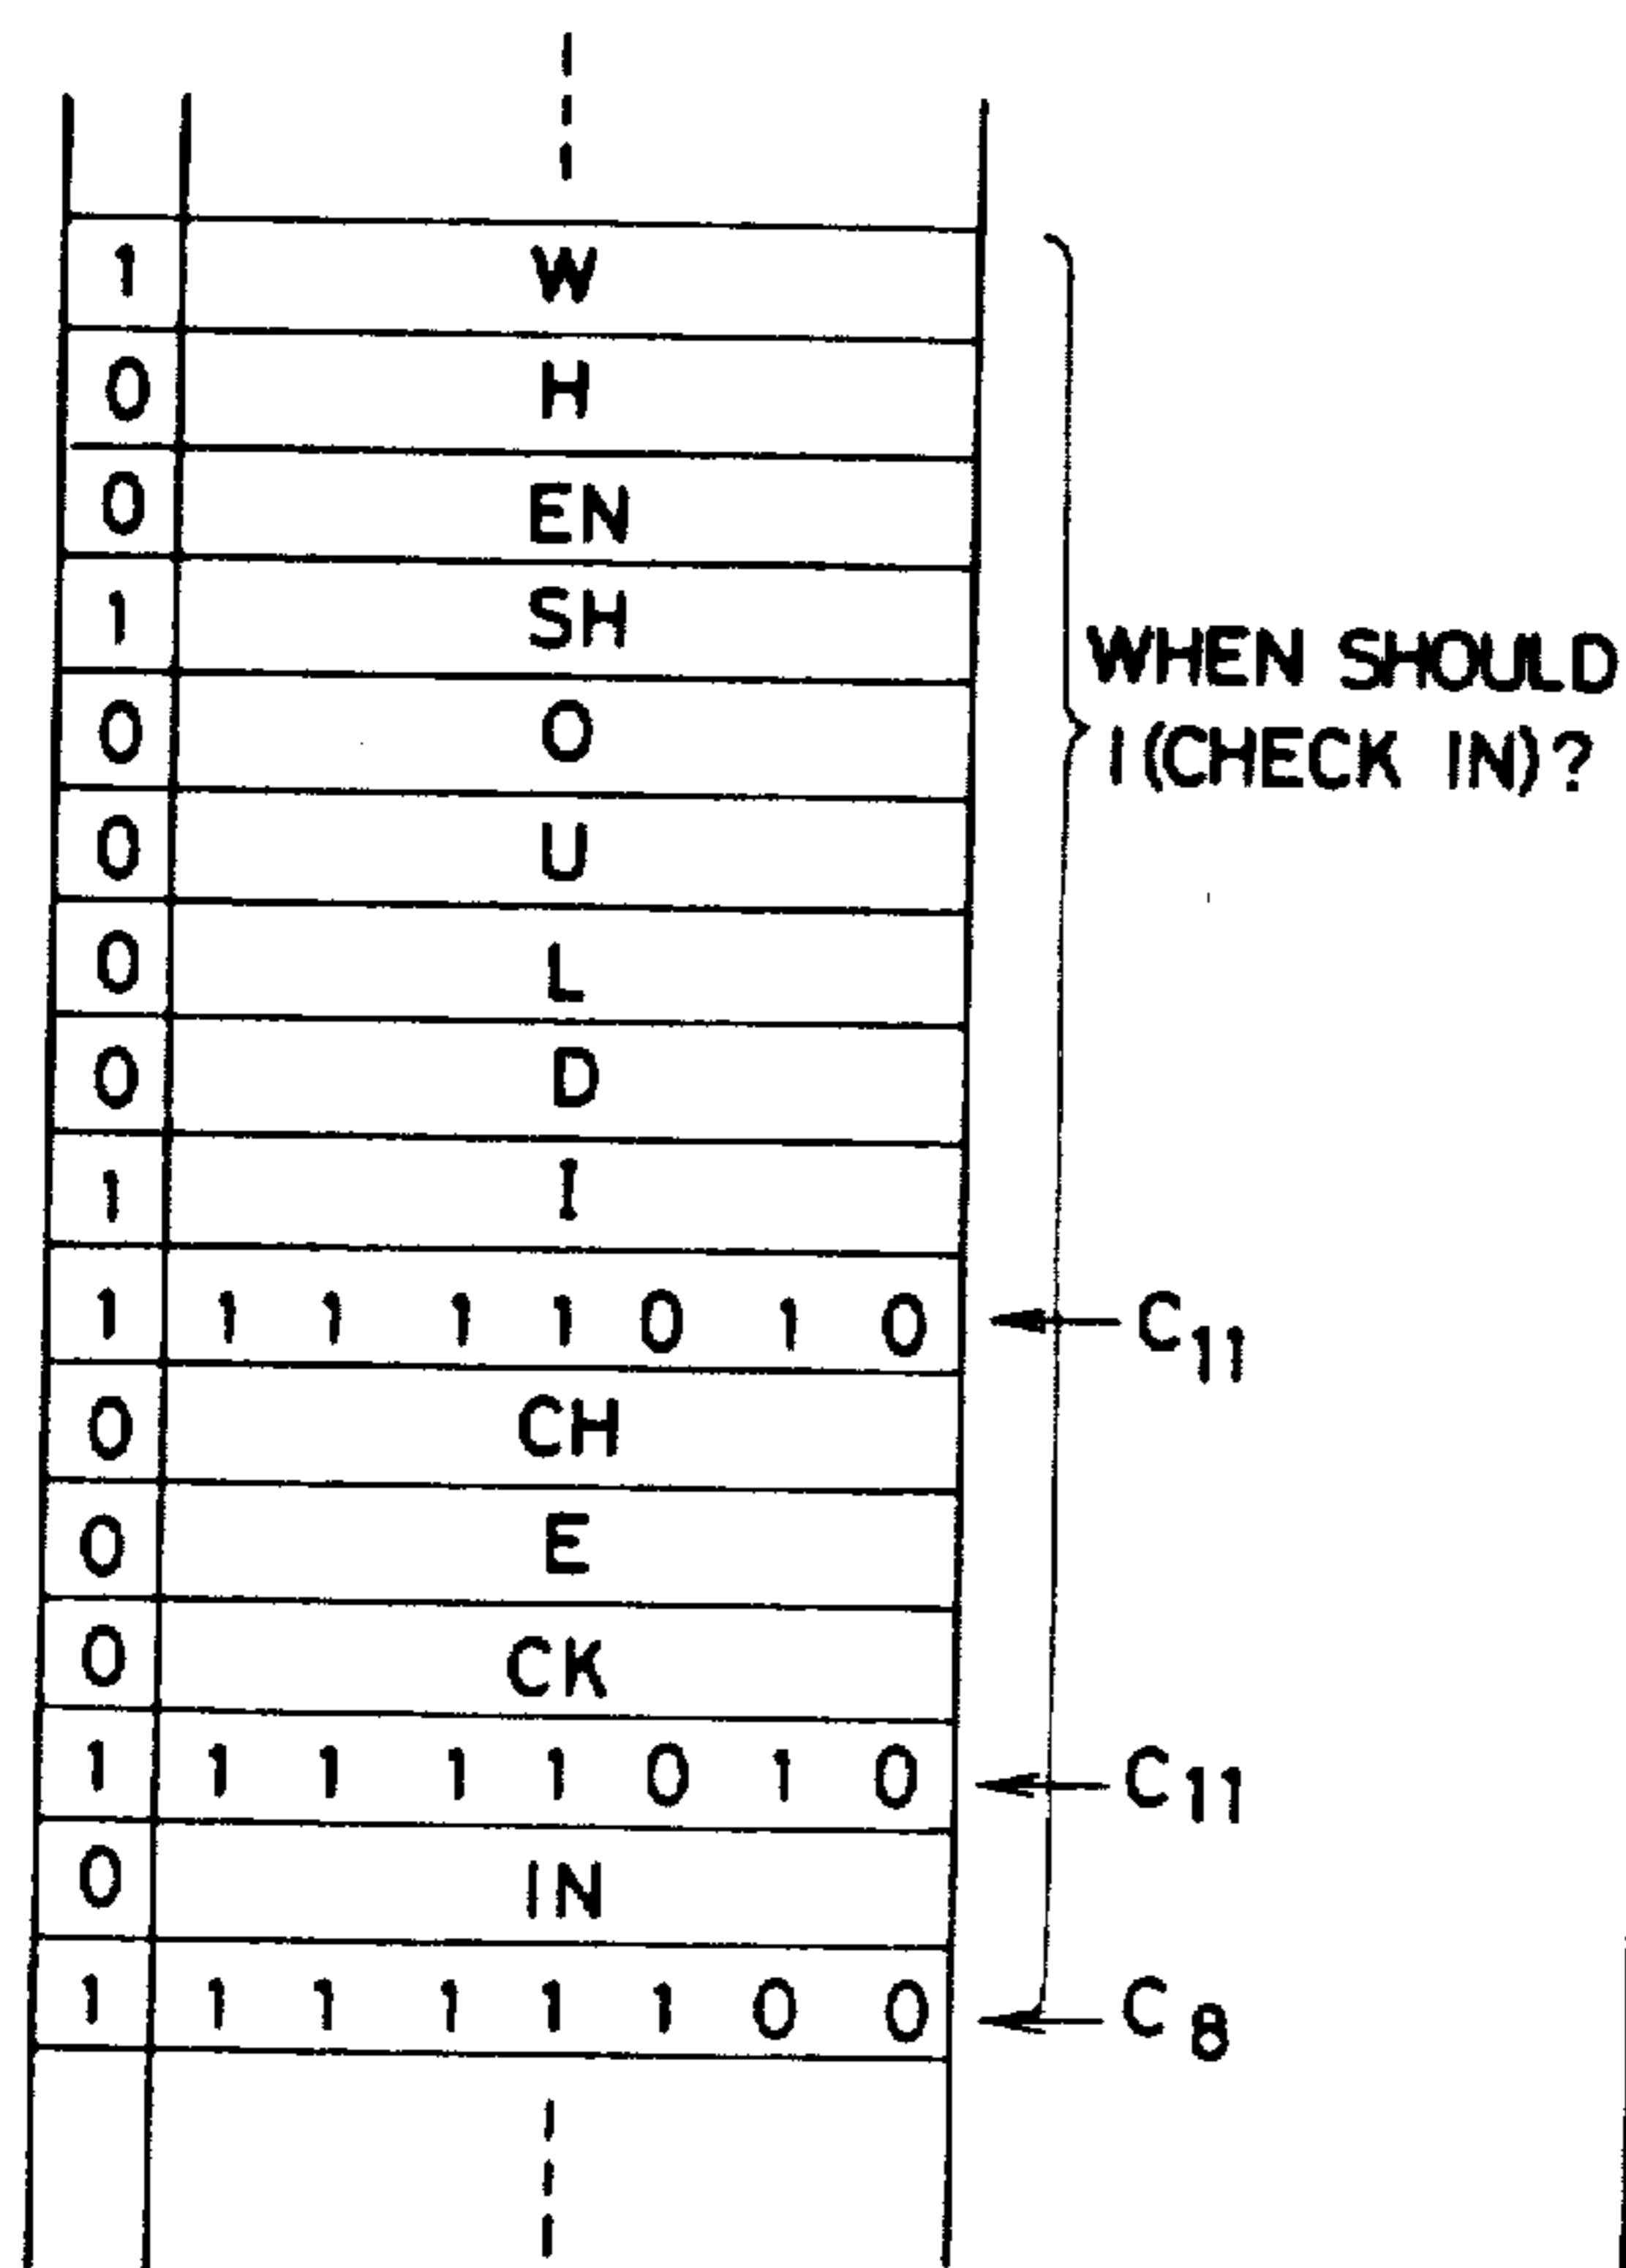 1 W
0 H
0 EN
1 SH
0 O
0 U
0 L
0 D
1 I
1 1 1 1 1 0 1 0 C11
0 CH
0 E
0 CK
1 1 1 1 1 0 1 0 C11
0 IN
1 1 1 1 1 1 0 0 C8
WHEN SHOULD
I (CHECK IN)?